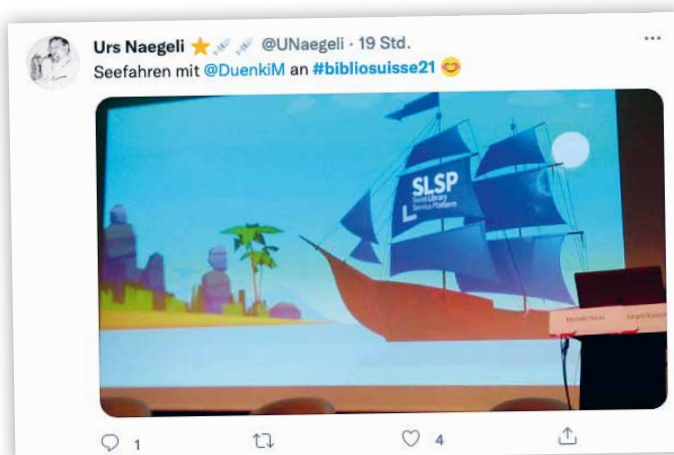 Urs Naegeli ⭐💉💉 @UNaegeli · 19 Std.
Seefahren mit @DuenkiM an #bibliosuisse21 😊
SLSP
Swiss Library
Service Platform
1
4